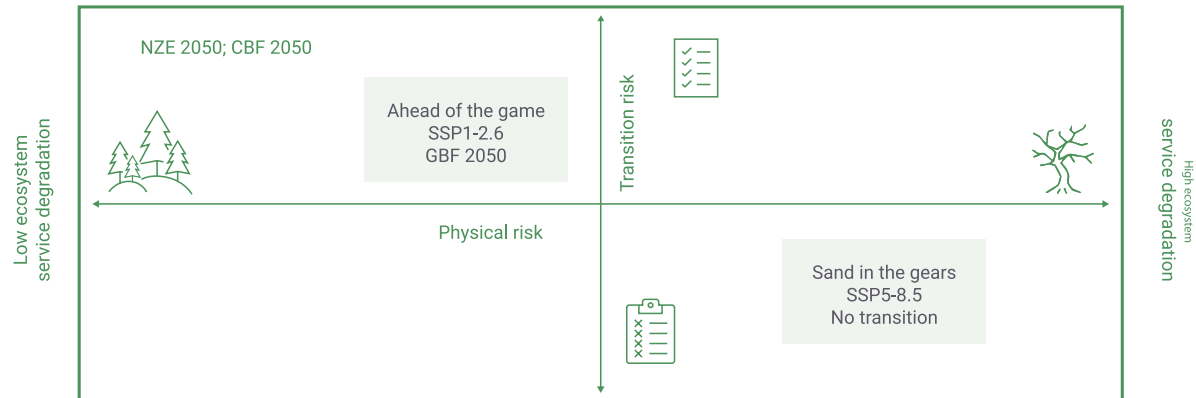 NZE 2050; CBF 2050
Ahead of the game
SSP1-2.6
GBF 2050
Transition risk
Low ecosystem
service degradation
High ecosystem
service degradation
Physical risk
Sand in the gears
SSP5-8.5
No transition